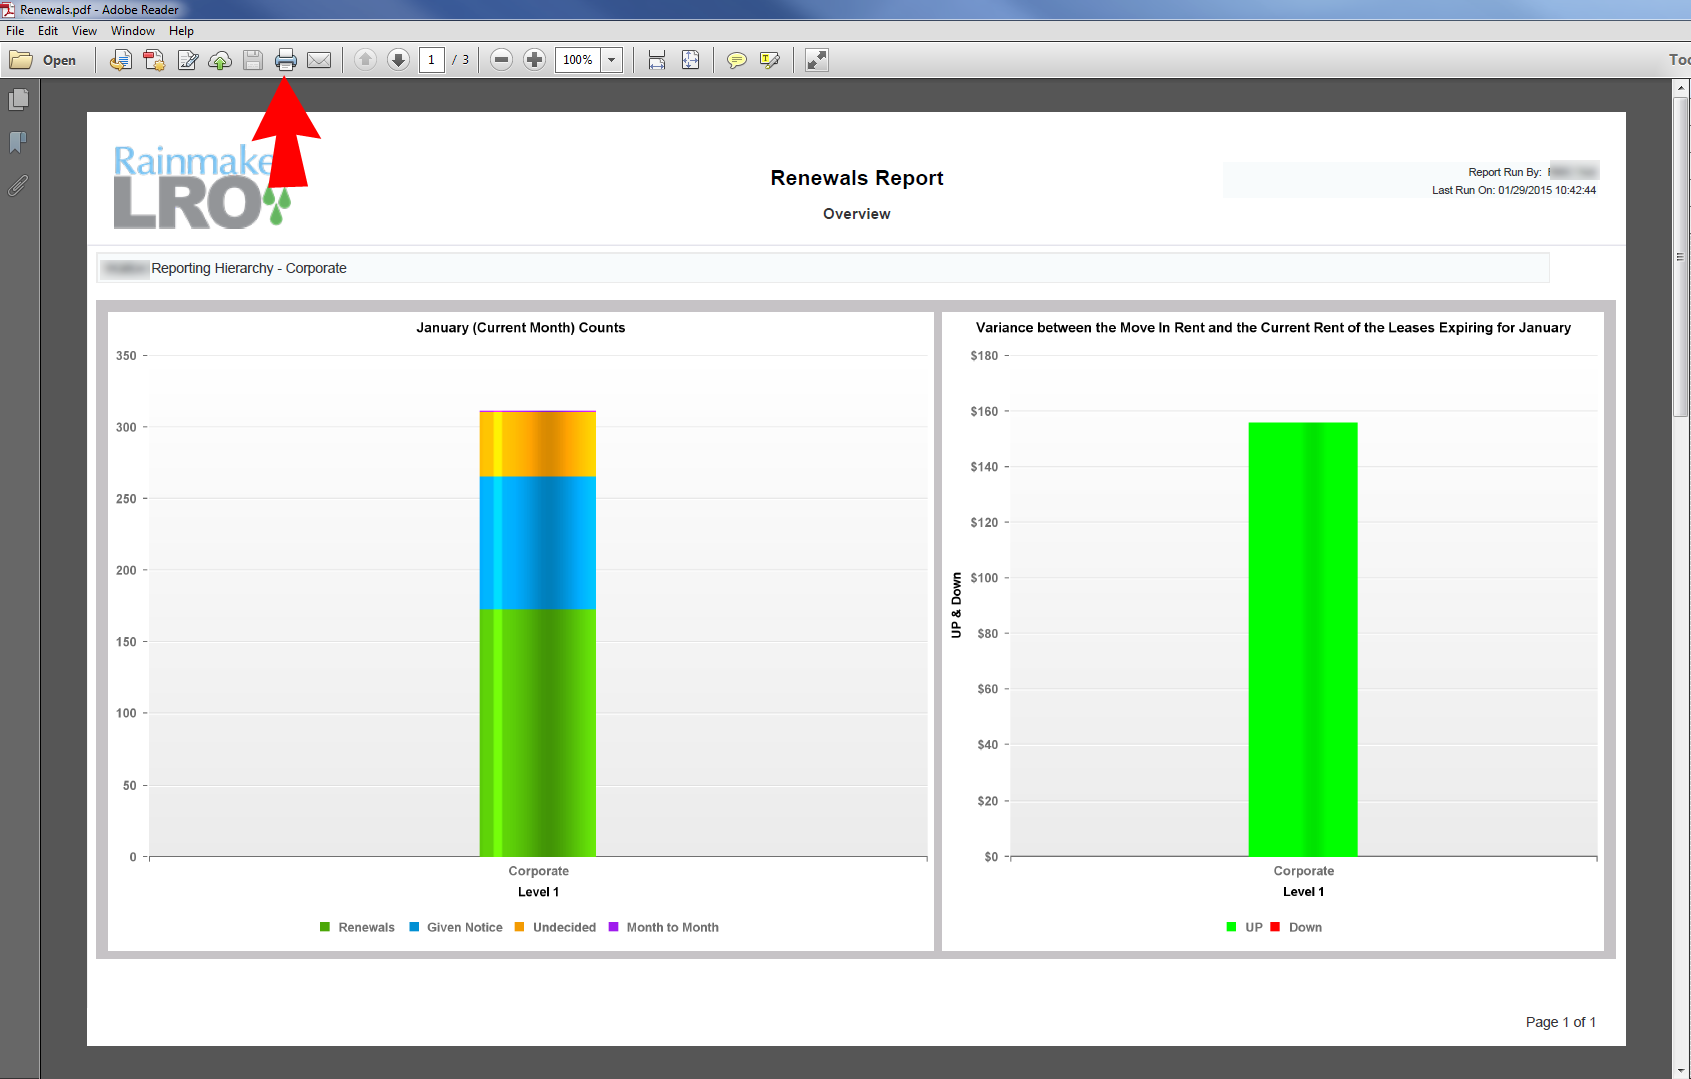 Renewals.pdf - Adobe Reader
File Edit View Window Help
Open 1 / 3 100%
Rainmake
LRO
Renewals Report
Overview
Report Run By:
Last Run On: 01/29/2015 10:42:44
Reporting Hierarchy - Corporate
January (Current Month) Counts
350
300
250
200
150
100
50
0
Corporate
Level 1
Renewals Given Notice Undecided Month to Month
Variance between the Move In Rent and the Current Rent of the Leases Expiring for January
UP & Down
$180
$160
$140
$120
$100
$80
$60
$40
$20
$0
Corporate
Level 1
UP Down
Page 1 of 1